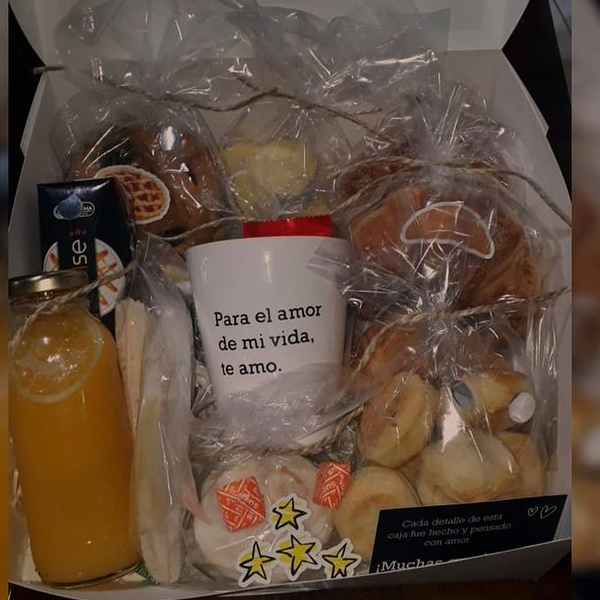 Para el amor
de mi vida,
te amo.
Cada detalle de esta
caja fue hecho y pensado
con amor
¡Muchas